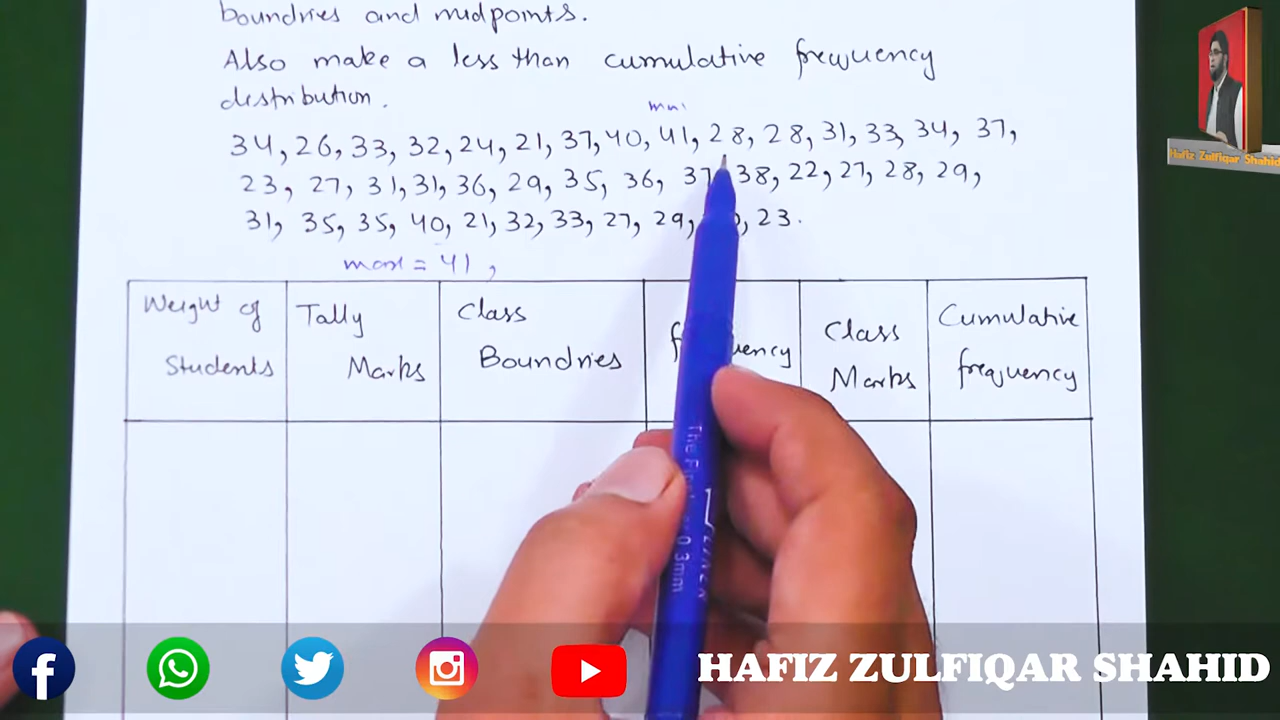 boundries and midpoints.
Also make a less than cumulative frequency
distribution.
34, 26, 33, 32, 24, 21, 37, 40, 41, 28, 28, 31, 33, 34, 37,
23, 27, 31, 31, 36, 29, 35, 36, 37 38, 22, 27, 28, 29,
31, 35, 35, 40, 21, 32, 33, 27, 29, , 23.
max = 41,
Weight of
Students
Tally
Marks
Class
Boundries
Class
Marks
Cumulative
frequency
HAFIZ ZULFIQAR SHAHID
Hafiz Zulfiqar Shahid